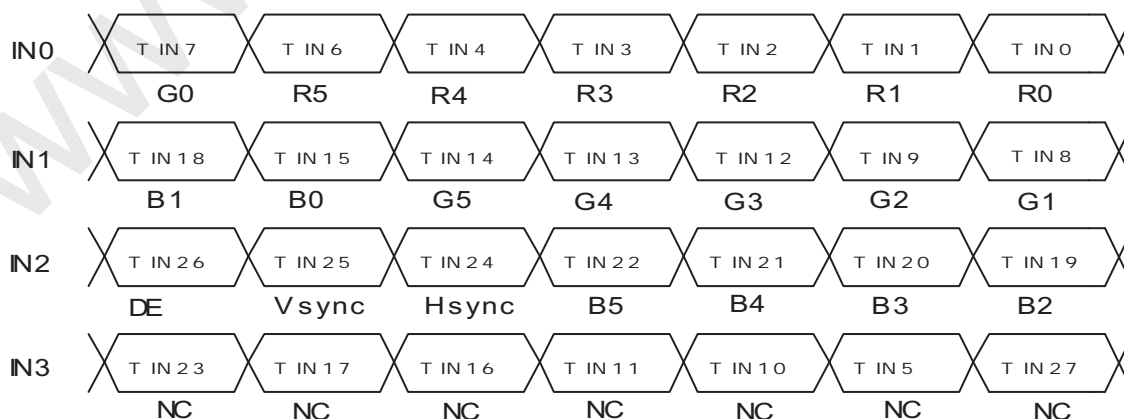 IN0 T IN7 T IN6 T IN4 T IN3 T IN2 T IN1 T IN0
G0 R5 R4 R3 R2 R1 R0
IN1 T IN18 T IN15 T IN14 T IN13 T IN12 T IN9 T IN8
B1 B0 G5 G4 G3 G2 G1
IN2 T IN26 T IN25 T IN24 T IN22 T IN21 T IN20 T IN19
DE Vsync Hsync B5 B4 B3 B2
IN3 T IN23 T IN17 T IN16 T IN11 T IN10 T IN5 T IN27
NC NC NC NC NC NC NC